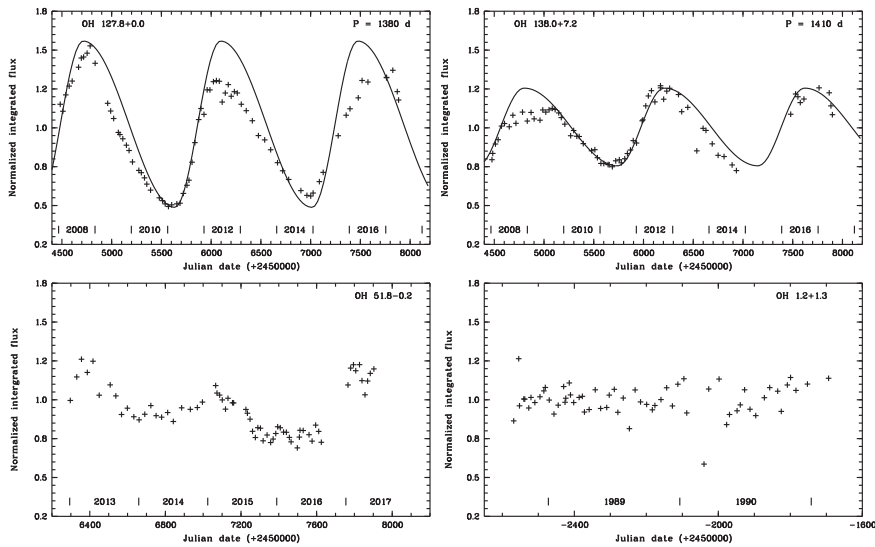 OH 127.8+0.0 P = 1380 d
1.8
1.5
1.2
1.0
0.8
0.5
0.2
Normalized integrated flux
2008 2010 2012 2014 2016
4500 5000 5500 6000 6500 7000 7500 8000
Julian date (+2450000)
OH 138.0+7.2 P = 1410 d
1.8
1.5
1.2
1.0
0.8
0.5
0.2
Normalized integrated flux
2008 2010 2012 2014 2016
4500 5000 5500 6000 6500 7000 7500 8000
Julian date (+2450000)
OH 51.8-0.2
1.8
1.5
1.2
1.0
0.8
0.5
0.2
Normalized intergrated flux
2013 2014 2015 2016 2017
6400 6800 7200 7600 8000
Julian date (+2450000)
OH 1.2+1.3
1.8
1.5
1.2
1.0
0.8
0.5
0.2
Normalized integrated flux
1989 1990
-2400 -2000 -1600
Julian date (+2450000)